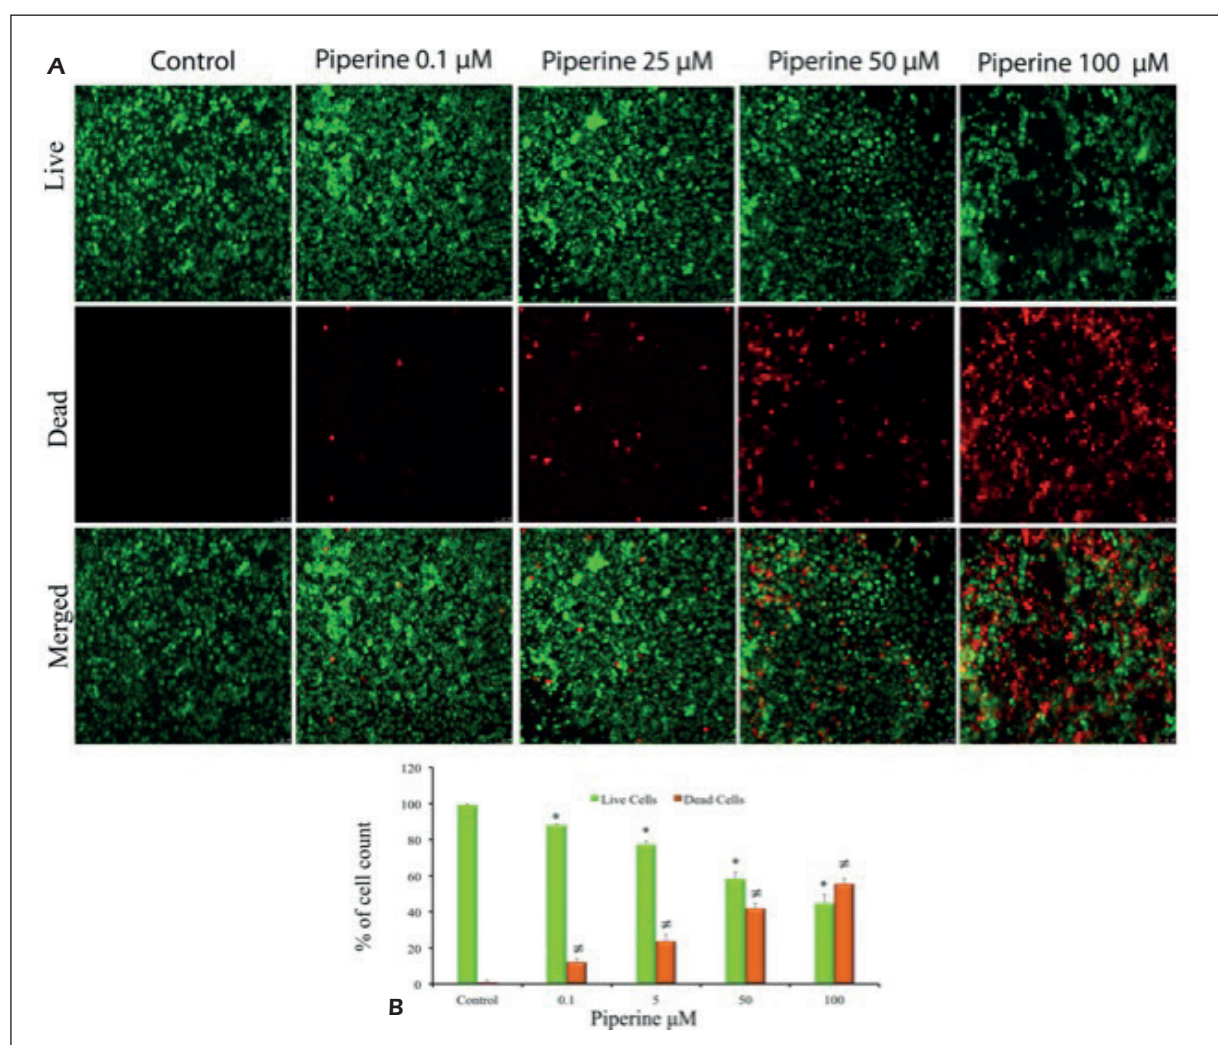 A
Control
Piperine 0.1 µM
Piperine 25 µM
Piperine 50 µM
Piperine 100 µM
Live
Dead
Merged
120
100
80
60
40
20
0
% of cell count
Live Cells
Dead Cells
*
*
*
*
≠
≠
≠
≠
Control
0.1
5
50
100
Piperine µM
B